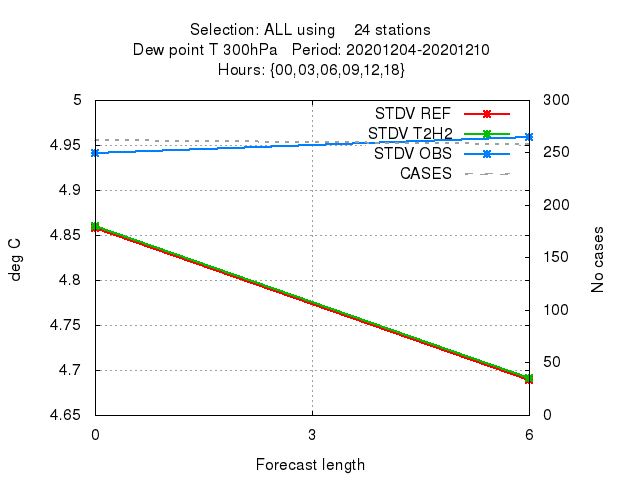 Selection: ALL using    24 stations
Dew point T 300hPa   Period: 20201204-20201210
Hours: {00,03,06,09,12,18}
STDV REF
STDV T2H2
STDV OBS
CASES
5
4.95
4.9
4.85
4.8
4.75
4.7
4.65
300
250
200
150
100
50
0
deg C
No cases
0
3
6
Forecast length